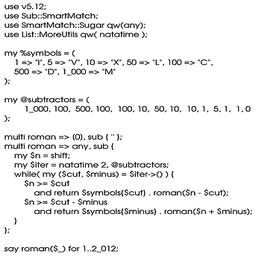 use v5.12;
use Sub::SmartMatch;
use SmartMatch::Sugar qw(any);
use List::MoreUtils qw( natatime );
my %symbols = (
1 => "I", 5 => "V", 10 => "X", 50 => "L", 100 => "C",
500 => "D", 1_000 => "M"
);
my @subtractors = (
1_000, 100, 500, 100, 100, 10, 50, 10, 10, 1, 5, 1, 1, 0
);
multi roman => [0], sub { '' };
multi roman => any, sub {
my $n = shift;
my $iter = natatime 2, @subtractors;
while( my ($cut, $minus) = $iter->() ) {
$n >= $cut
and return $symbols{$cut} . roman($n - $cut);
$n >= $cut - $minus
and return $symbols{$minus} . roman($n + $minus);
}
};
say roman($_) for 1..2_012;